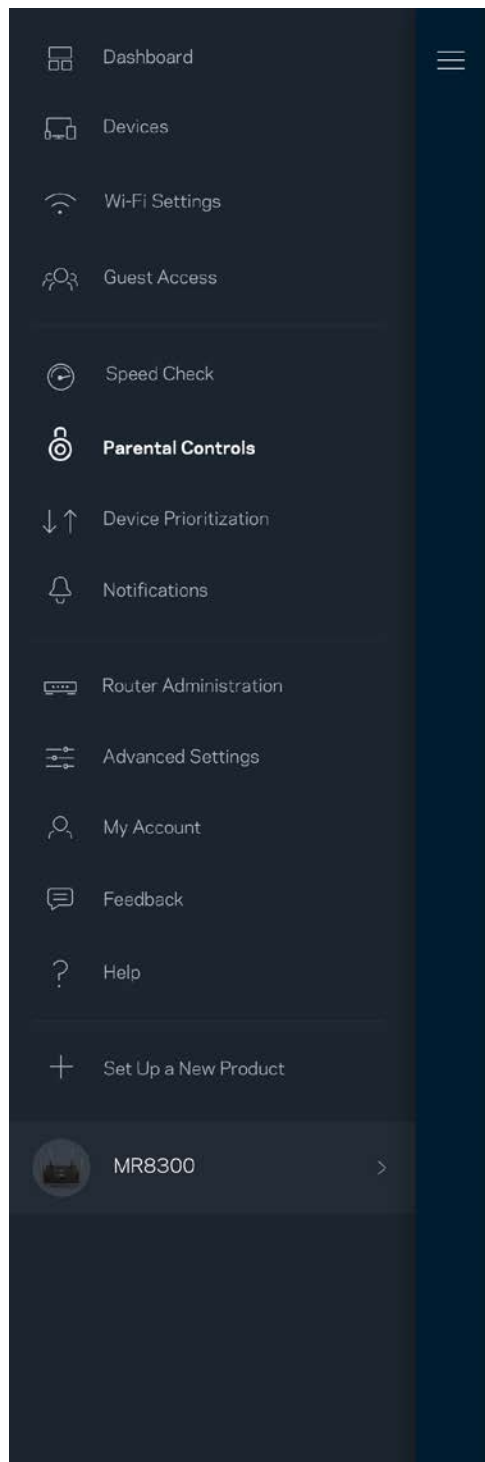 Dashboard
Devices
Wi-Fi Settings
Guest Access
Speed Check
Parental Controls
Device Prioritization
Notifications
Router Administration
Advanced Settings
My Account
Feedback
Help
Set Up a New Product
MR8300